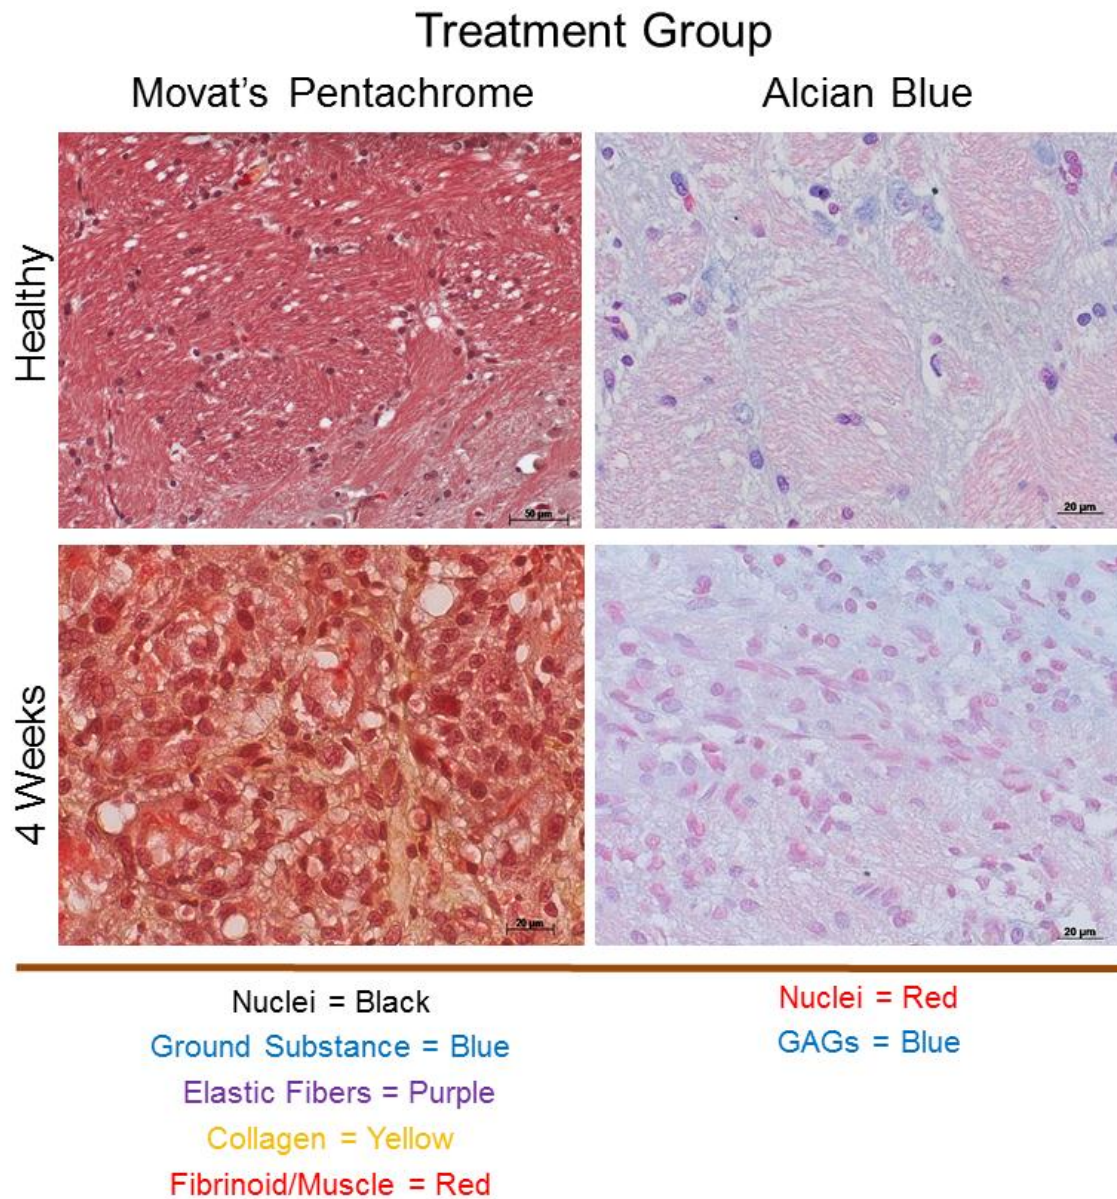 Treatment Group
Movat's Pentachrome
Alcian Blue
Healthy
50 µm
20 µm
4 Weeks
20 µm
20 µm
Nuclei = Black
Ground Substance = Blue
Elastic Fibers = Purple
Collagen = Yellow
Fibrinoid/Muscle = Red
Nuclei = Red
GAGs = Blue